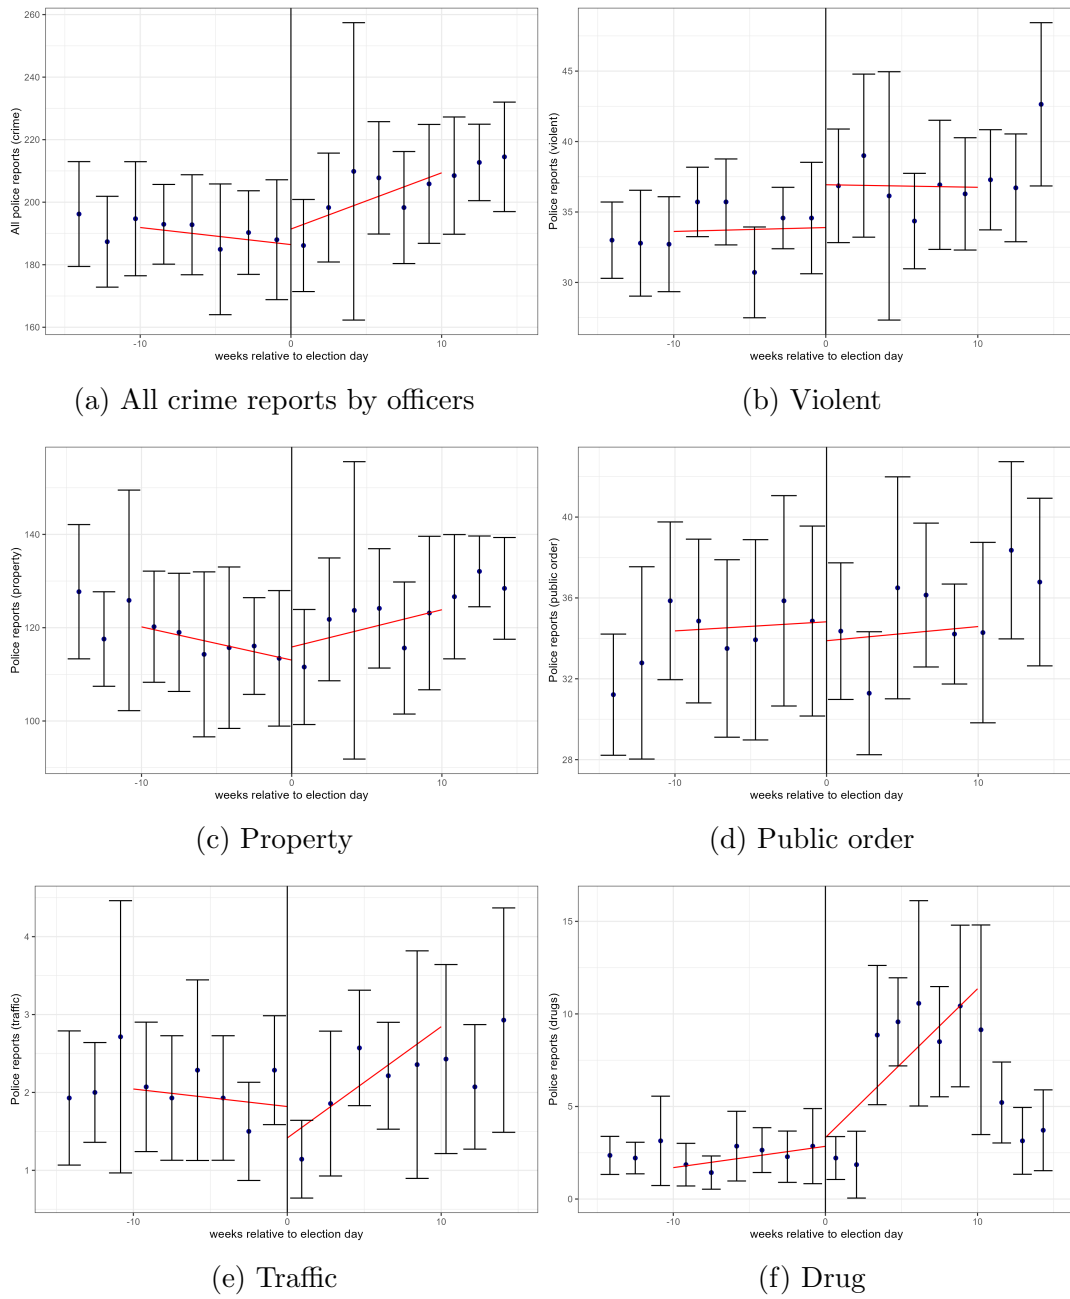 All police reports (crime)
260
240
220
200
180
160
-10
0
10
weeks relative to election day
(a) All crime reports by officers
Police reports (violent)
45
40
35
30
-10
0
10
weeks relative to election day
(b) Violent
Police reports (property)
140
120
100
-10
0
10
weeks relative to election day
(c) Property
Police reports (public order)
40
36
32
28
-10
0
10
weeks relative to election day
(d) Public order
Police reports (traffic)
4
3
2
1
-10
0
10
weeks relative to election day
(e) Traffic
Police reports (drugs)
15
10
5
0
-10
0
10
weeks relative to election day
(f) Drug